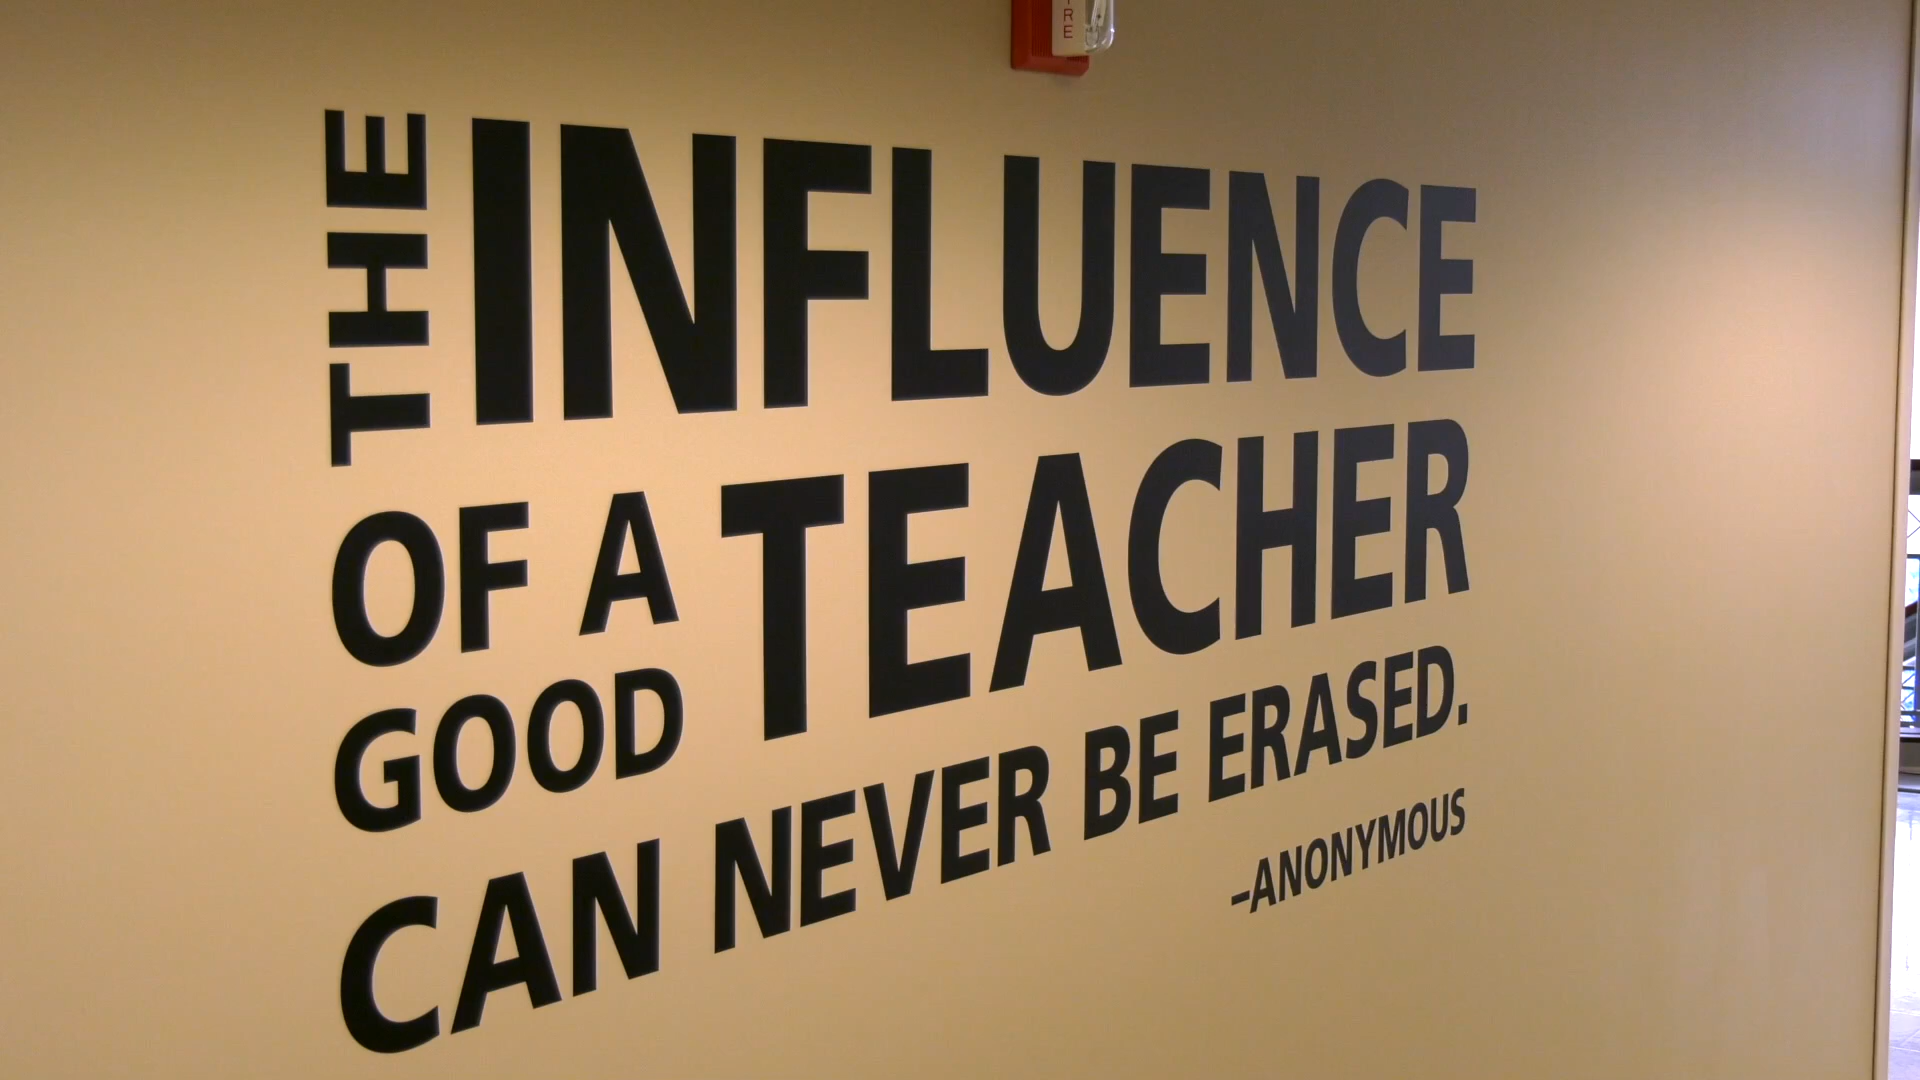 THE INFLUENCE
OF A TEACHER
GOOD
CAN NEVER BE ERASED.
–ANONYMOUS